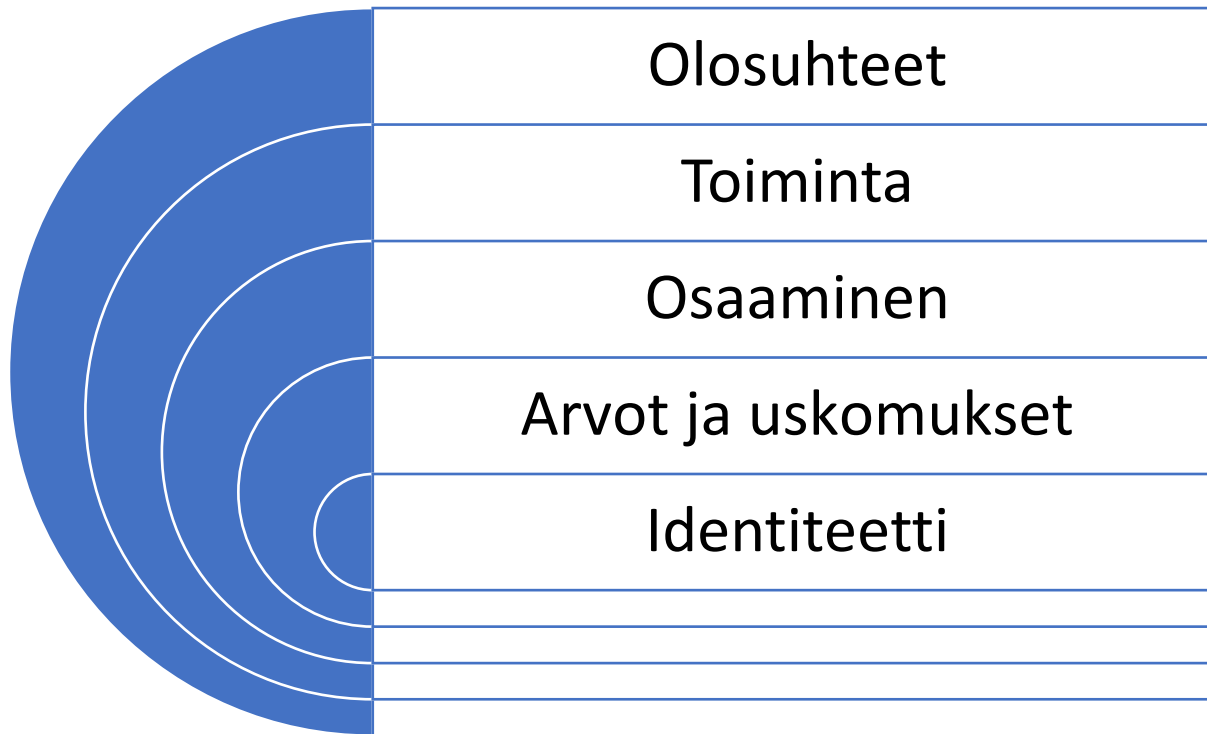 Olosuhteet
Toiminta
Osaaminen
Arvot ja uskomukset
Identiteetti